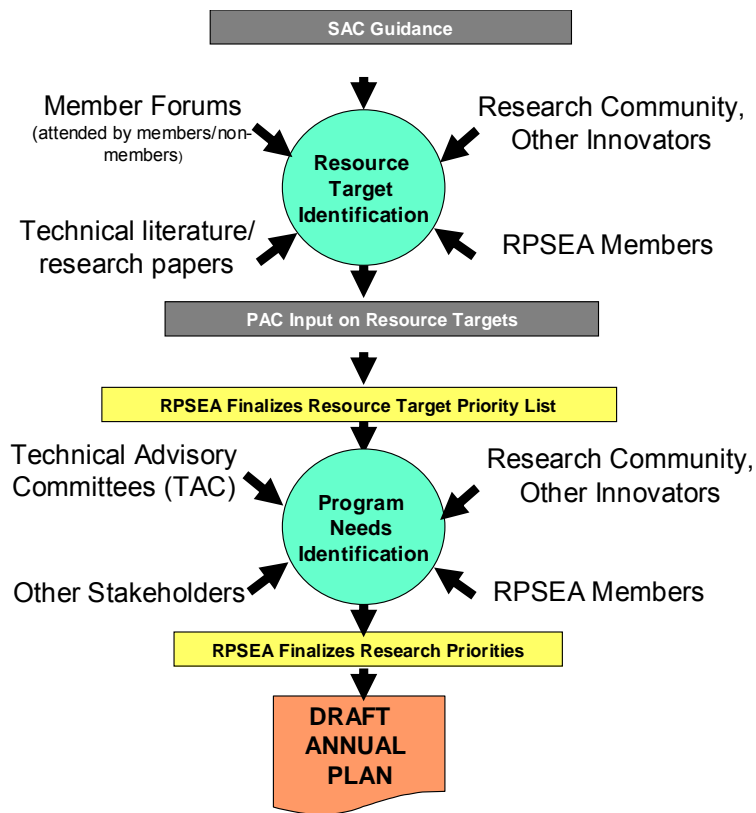 SAC Guidance
Member Forums
(attended by members/non-
members)
Research Community,
Other Innovators
Resource
Target
Identification
Technical literature/
research papers
RPSEA Members
PAC Input on Resource Targets
RPSEA Finalizes Resource Target Priority List
Technical Advisory
Committees (TAC)
Research Community,
Other Innovators
Program
Needs
Identification
Other Stakeholders
RPSEA Members
RPSEA Finalizes Research Priorities
DRAFT
ANNUAL
PLAN